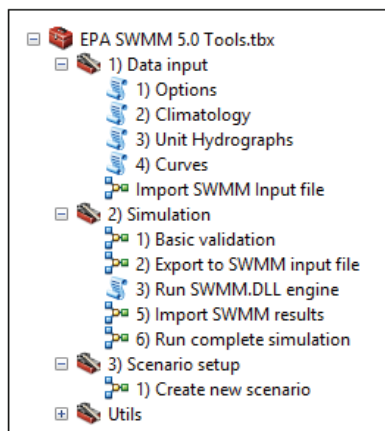 EPA SWMM 5.0 Tools.tbx
1) Data input
1) Options
2) Climatology
3) Unit Hydrographs
4) Curves
Import SWMM Input file
2) Simulation
1) Basic validation
2) Export to SWMM input file
3) Run SWMM.DLL engine
5) Import SWMM results
6) Run complete simulation
3) Scenario setup
1) Create new scenario
Utils